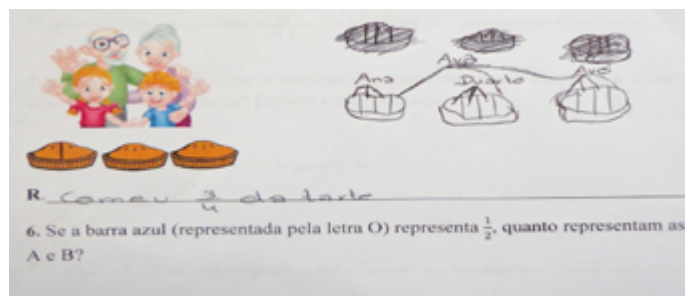 Avó
Ana Duarte Avô
R. Comeu 3/4 da tarte
6. Se a barra azul (representada pela letra O) representa 1/2, quanto representam as
A e B?